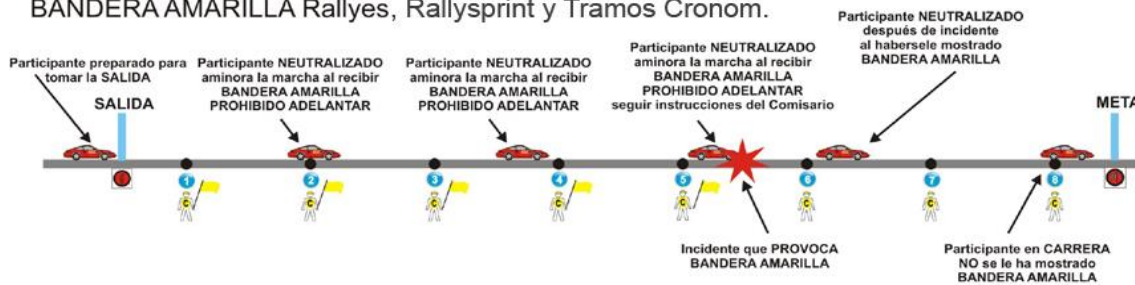 BANDERA AMARILLA Rallyes, Rallysprint y Tramos Cronom.
Participante preparado para
tomar la SALIDA
SALIDA
Participante NEUTRALIZADO
aminora la marcha al recibir
BANDERA AMARILLA
PROHIBIDO ADELANTAR
Participante NEUTRALIZADO
aminora la marcha al recibir
BANDERA AMARILLA
PROHIBIDO ADELANTAR
Participante NEUTRALIZADO
aminora la marcha al recibir
BANDERA AMARILLA
PROHIBIDO ADELANTAR
seguir instrucciones del Comisario
Participante NEUTRALIZADO
después de incidente
al habersele mostrado
BANDERA AMARILLA
META
1 2 3 4 5 6 7 8
C C C C C C C C
Incidente que PROVOCA
BANDERA AMARILLA
Participante en CARRERA
NO se le ha mostrado
BANDERA AMARILLA